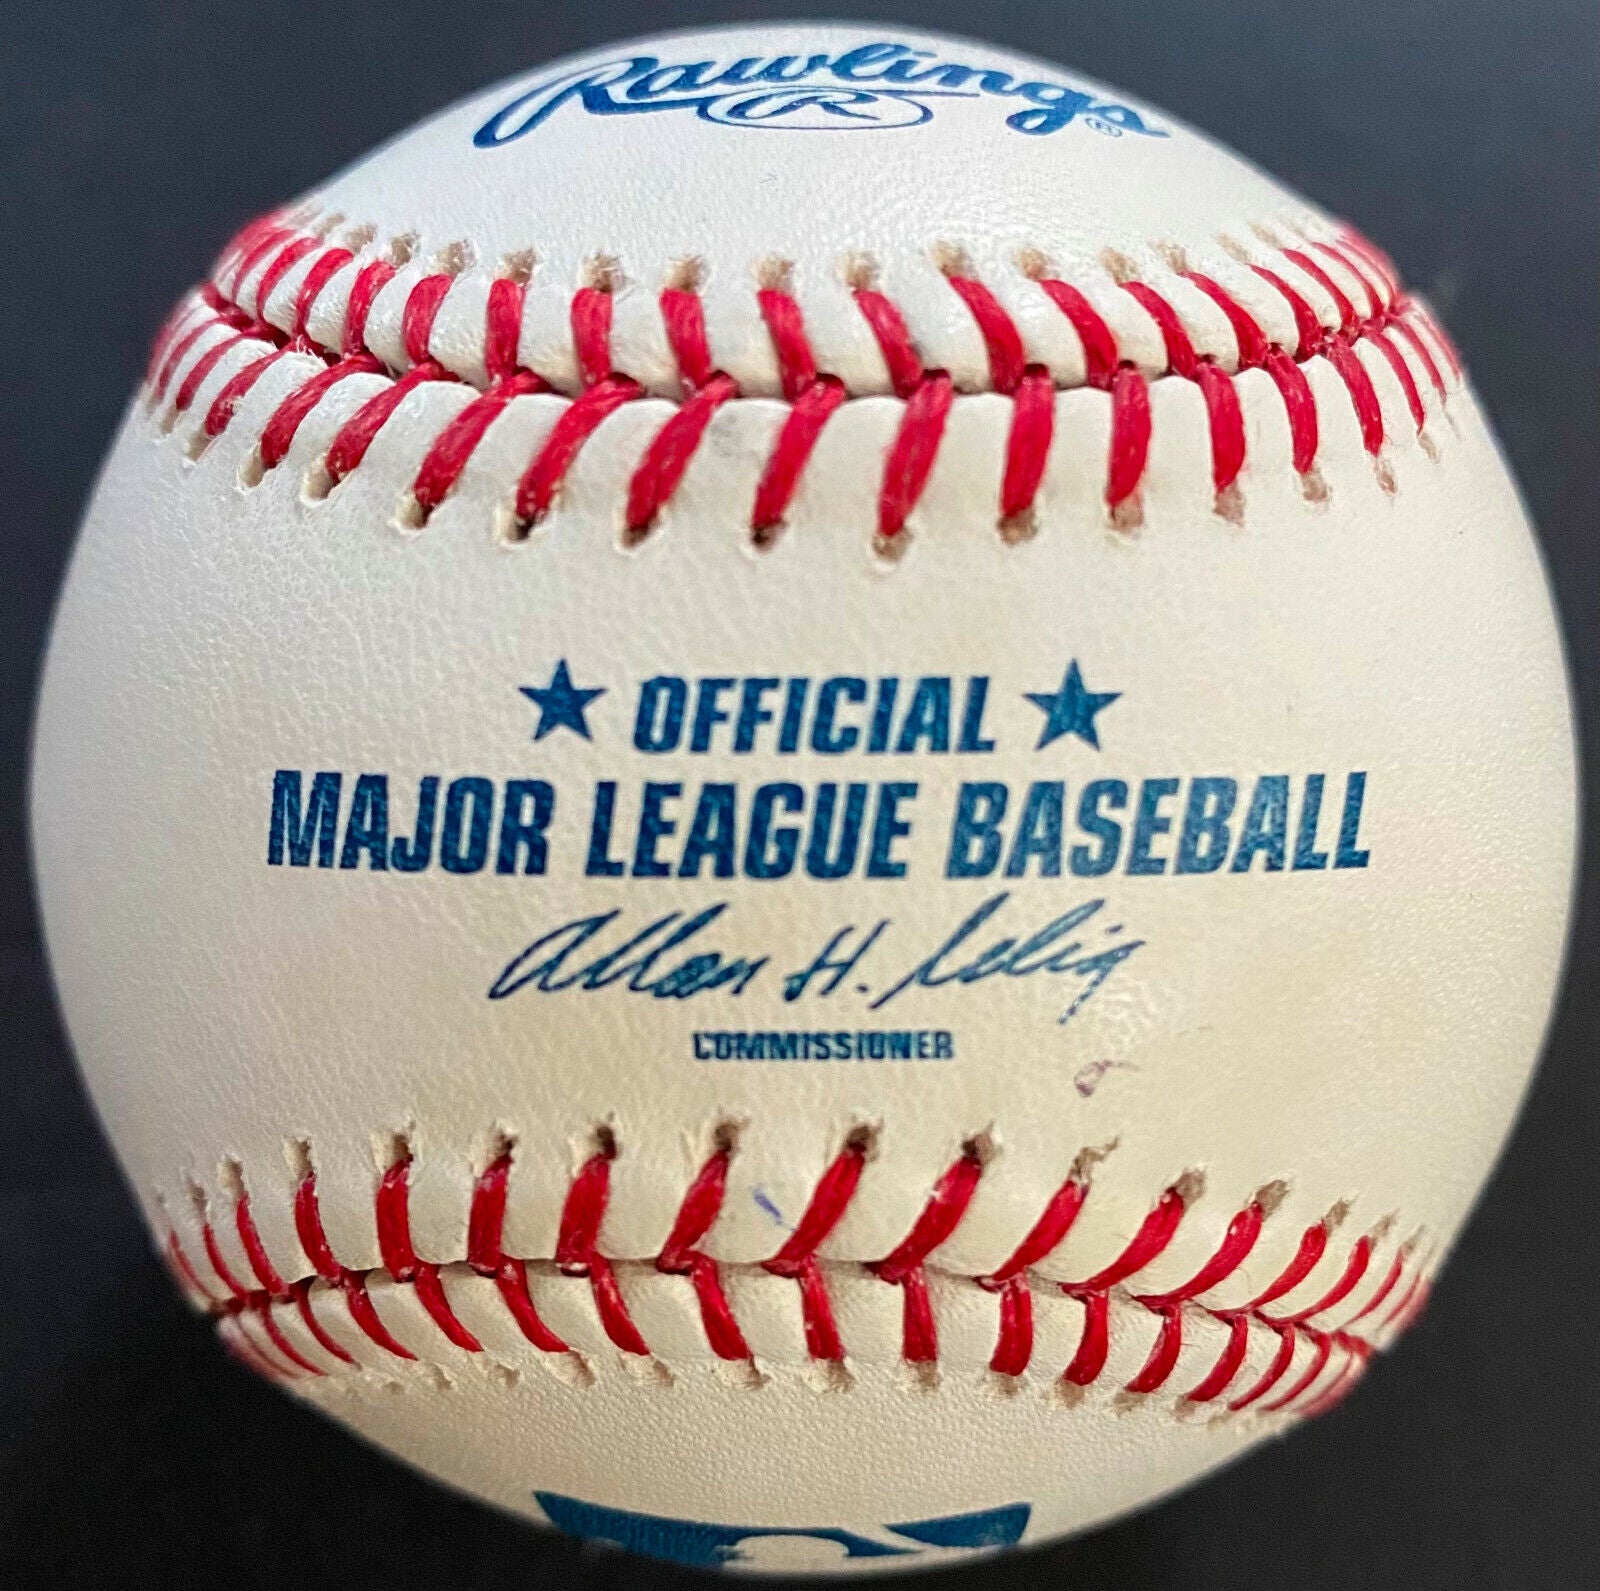 Rawlings®
R
★ OFFICIAL ★
MAJOR LEAGUE BASEBALL
Allan H. Selig
COMMISSIONER